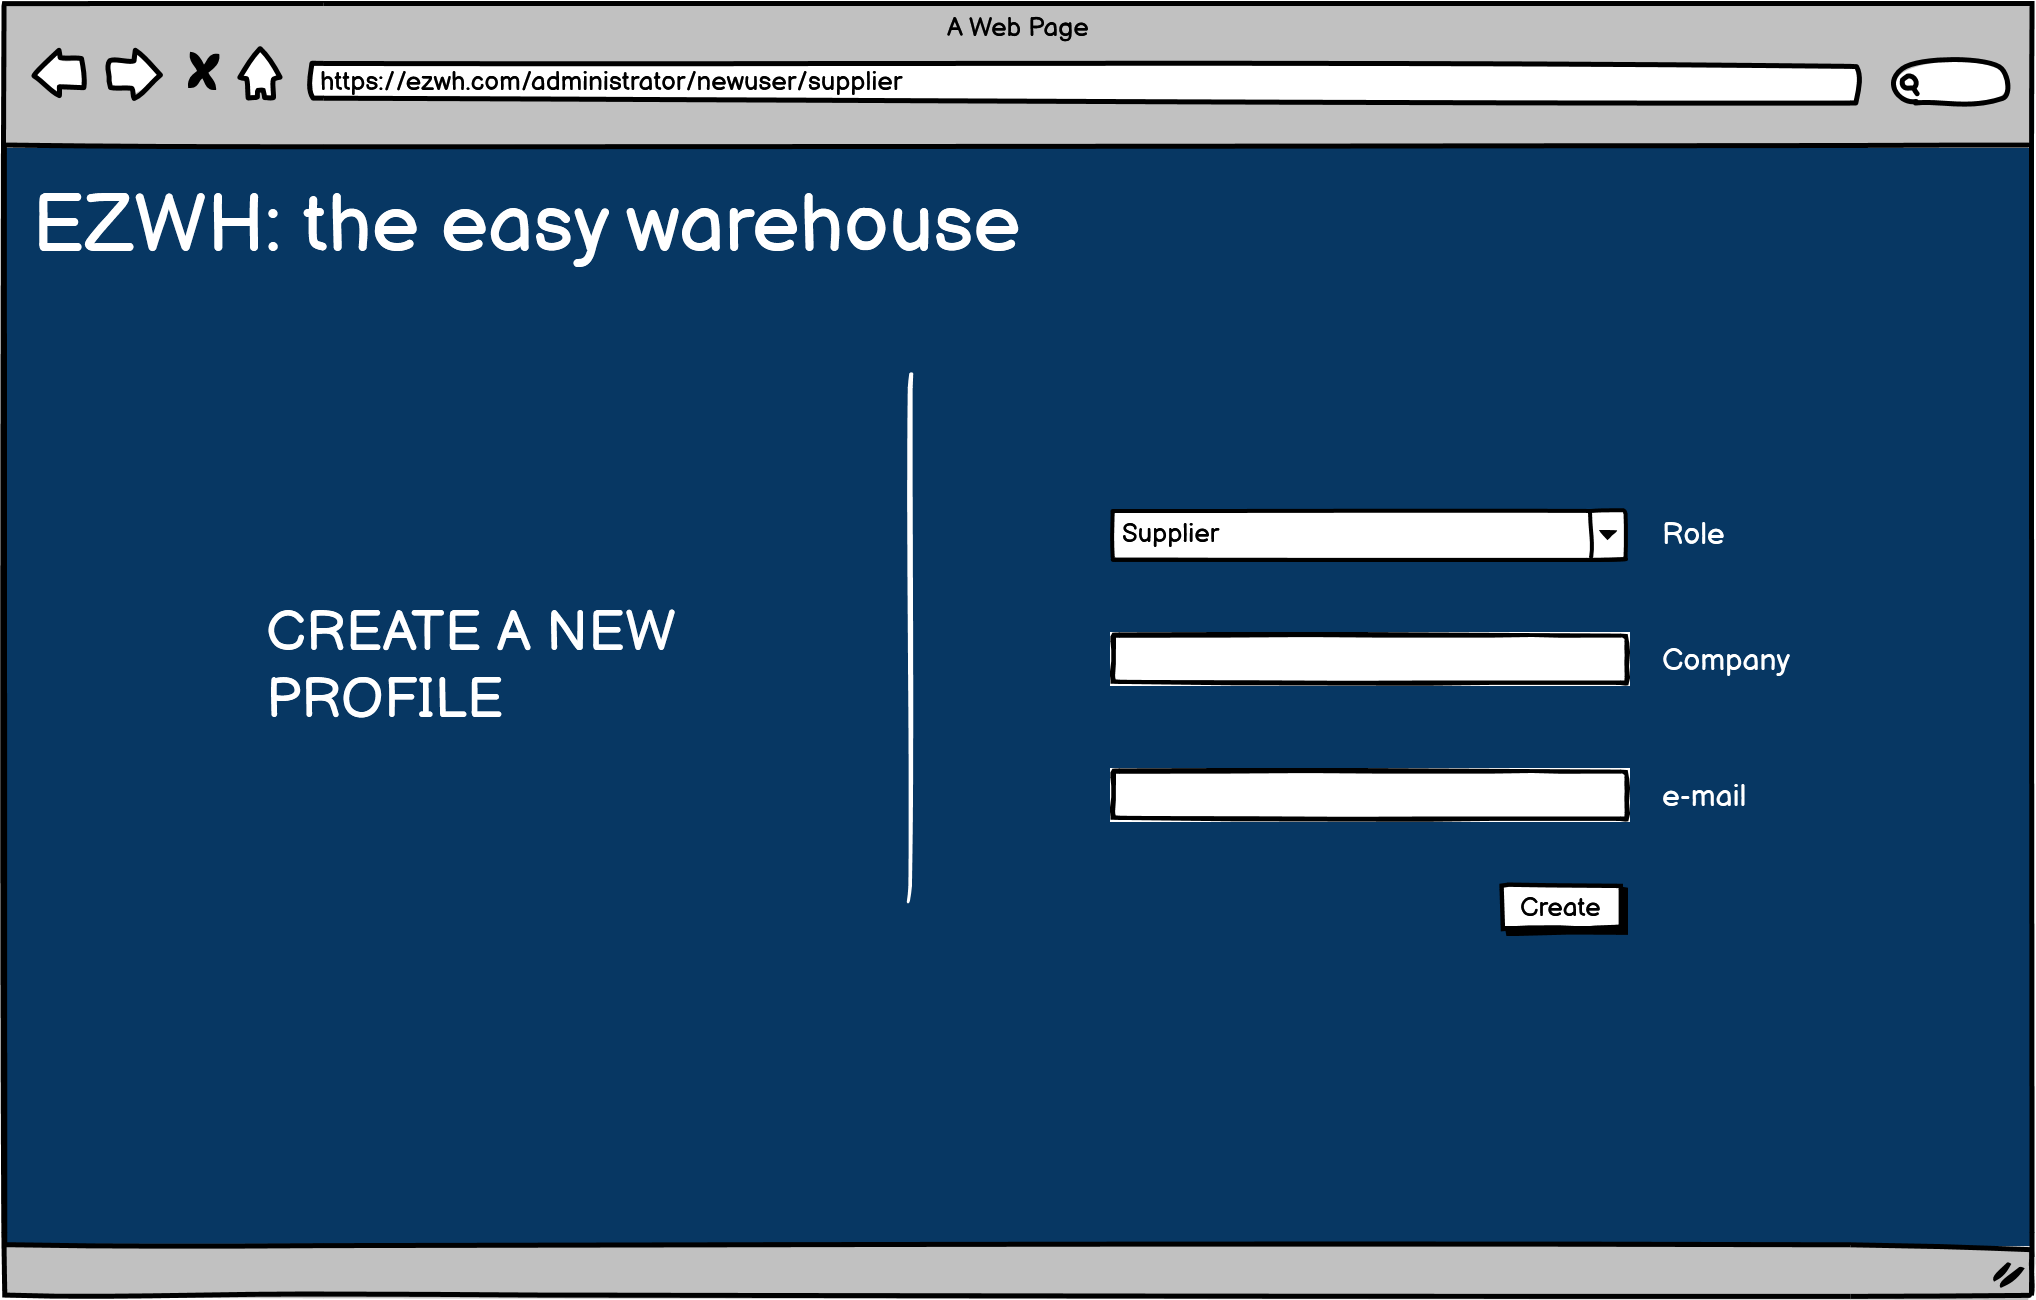 A Web Page
https://ezwh.com/administrator/newuser/supplier
EZWH: the easy warehouse
CREATE A NEW
PROFILE
Supplier
Role
Company
e-mail
Create